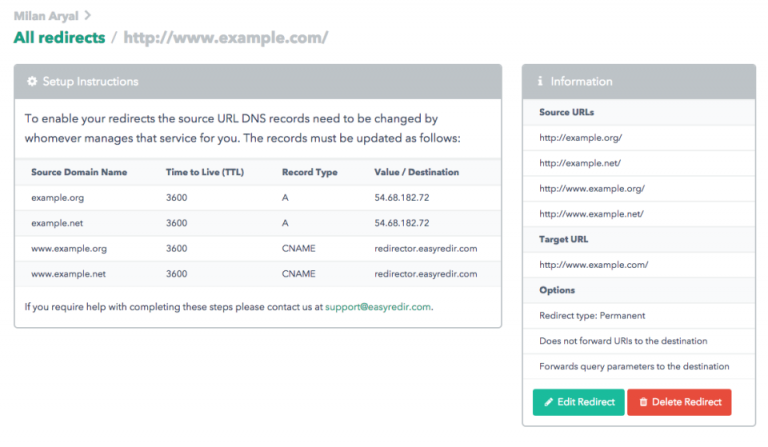 Milan Aryal
All redirects / http://www.example.com/
Setup Instructions
To enable your redirects the source URL DNS records need to be changed by
whomever manages that service for you. The records must be updated as follows:
Source Domain Name Time to Live (TTL) Record Type Value / Destination
example.org 3600 A 54.68.182.72
example.net 3600 A 54.68.182.72
www.example.org 3600 CNAME redirector.easyredir.com
www.example.net 3600 CNAME redirector.easyredir.com
If you require help with completing these steps please contact us at support@easyredir.com.
Information
Source URLs
http://example.org/
http://example.net/
http://www.example.org/
http://www.example.net/
Target URL
http://www.example.com/
Options
Redirect type: Permanent
Does not forward URIs to the destination
Forwards query parameters to the destination
Edit Redirect Delete Redirect